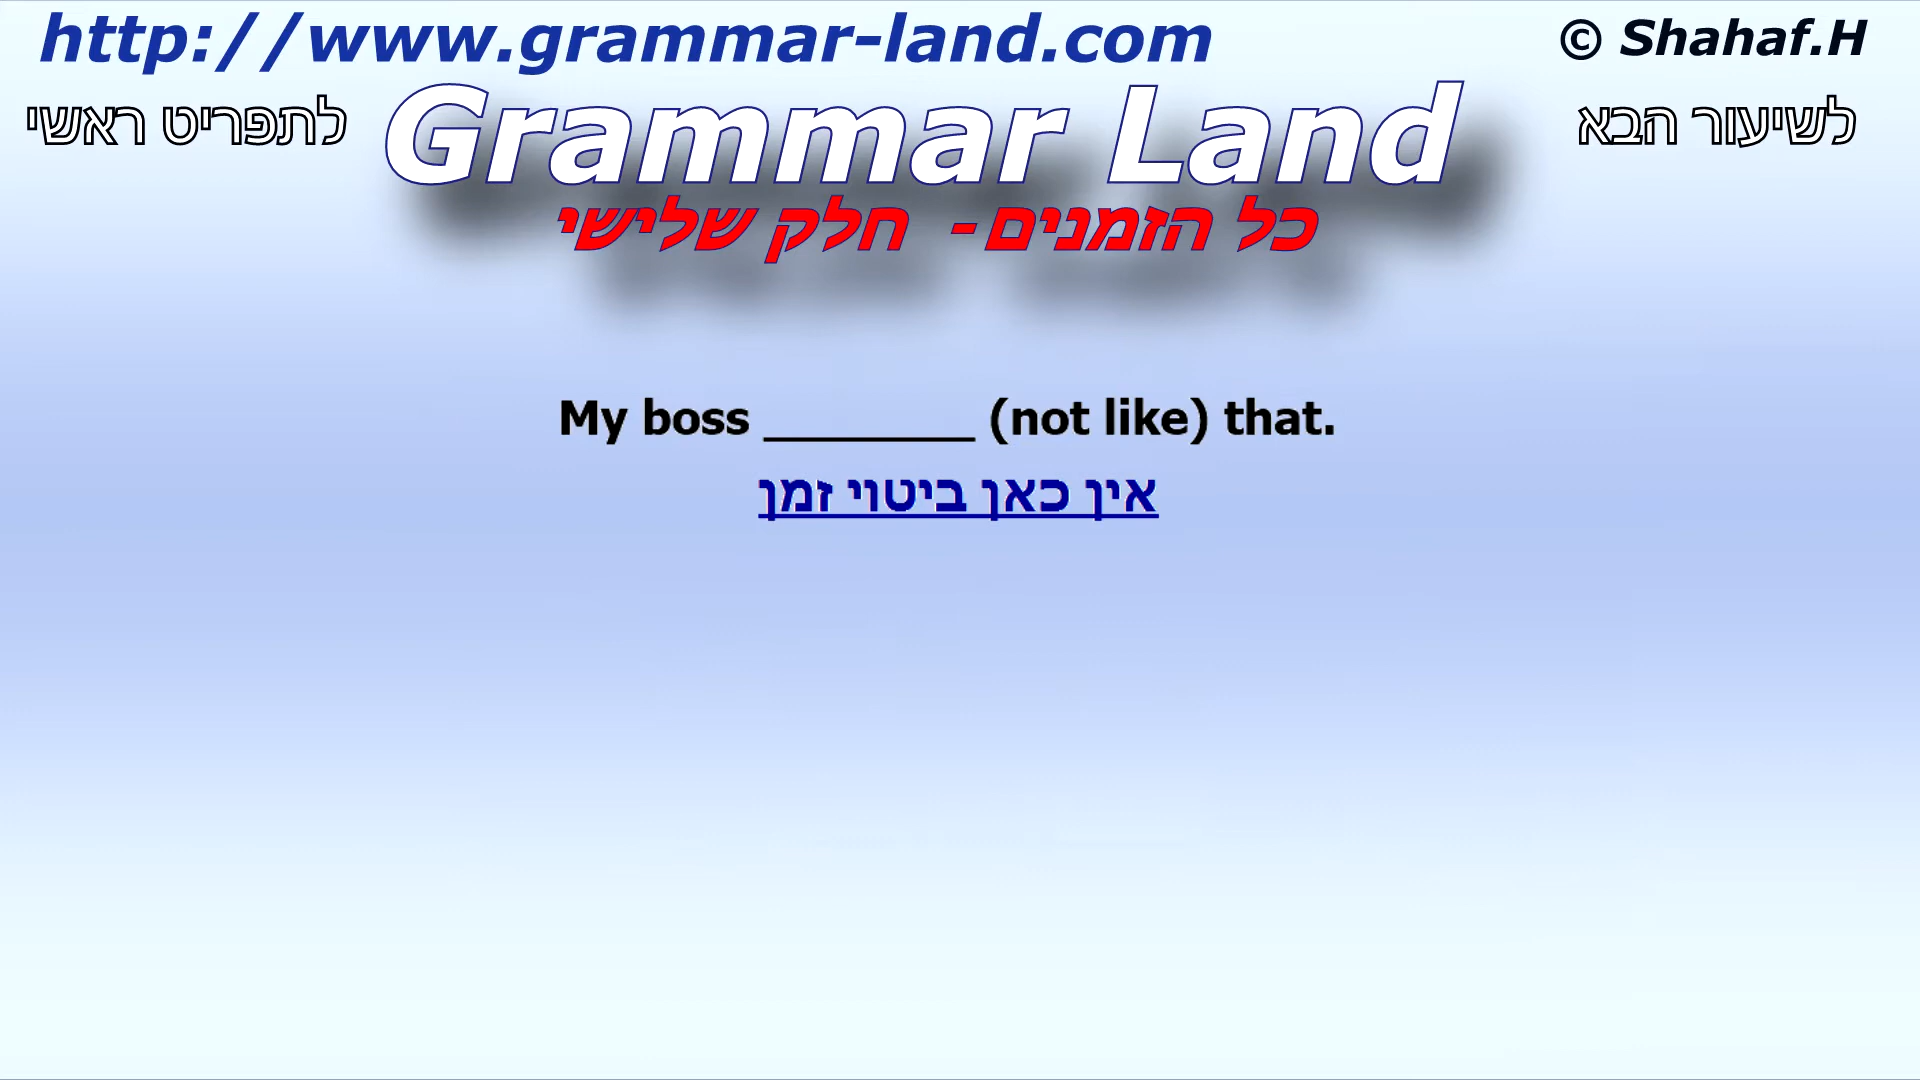 http://www.grammar-land.com
© Shahaf.H
לתפריט ראשי
Grammar Land
לשיעור הבא
כל הזמנים - חלק שלישי
My boss ________ (not like) that.
אין כאן ביטוי זמן